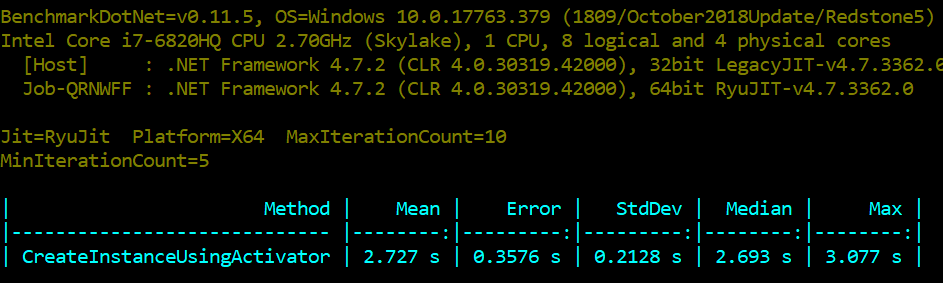 BenchmarkDotNet=v0.11.5, OS=Windows 10.0.17763.379 (1809/October2018Update/Redstone5)
Intel Core i7-6820HQ CPU 2.70GHz (Skylake), 1 CPU, 8 logical and 4 physical cores
  [Host]     : .NET Framework 4.7.2 (CLR 4.0.30319.42000), 32bit LegacyJIT-v4.7.3362.0
  Job-QRNWFF : .NET Framework 4.7.2 (CLR 4.0.30319.42000), 64bit RyuJIT-v4.7.3362.0
Jit=RyuJit  Platform=X64  MaxIterationCount=10
MinIterationCount=5
|                      Method |    Mean |    Error |   StdDev |  Median |     Max |
|---------------------------- |--------:|---------:|---------:|--------:|--------:|
| CreateInstanceUsingActivator | 2.727 s | 0.3576 s | 0.2128 s | 2.693 s | 3.077 s |